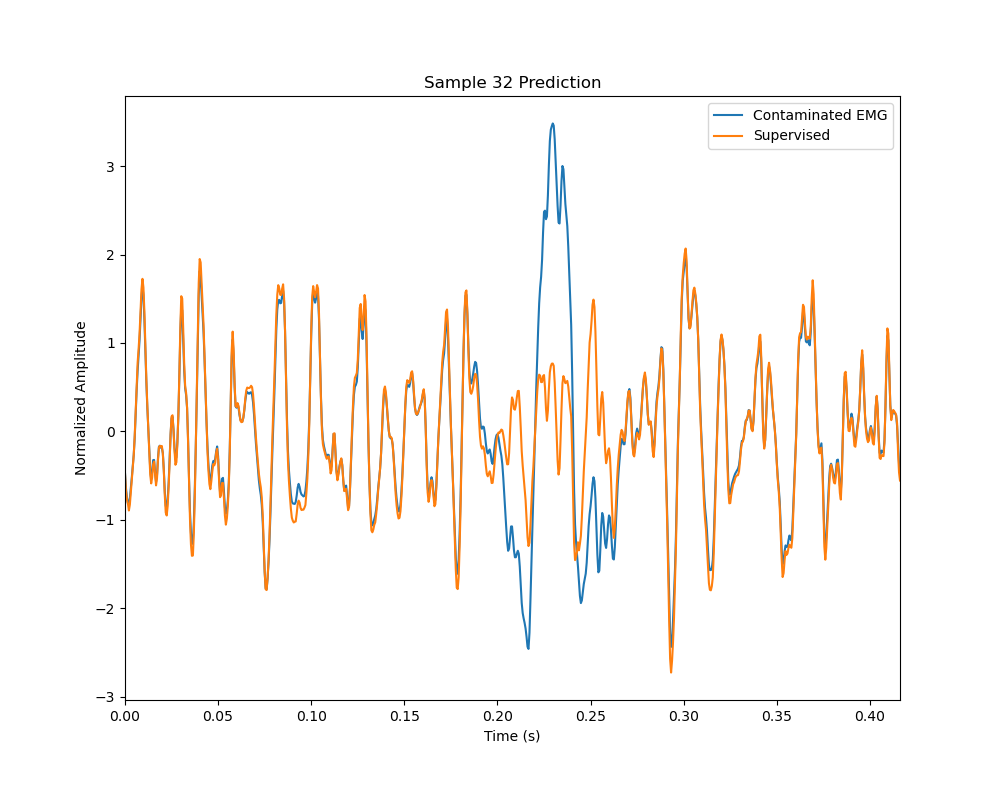 Sample 32 Prediction
Contaminated EMG
Supervised
Normalized Amplitude
3
2
1
0
−1
−2
−3
0.00 0.05 0.10 0.15 0.20 0.25 0.30 0.35 0.40
Time (s)